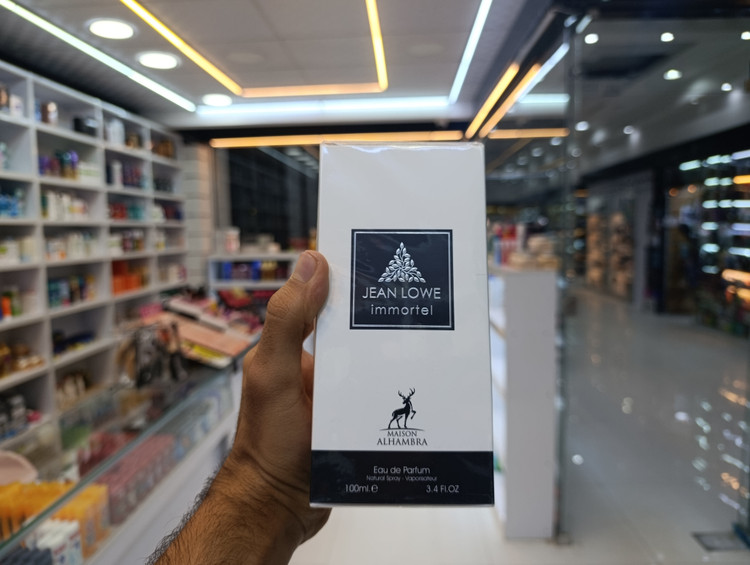 JEAN LOWE
immortel
MAISON
ALHAMBRA
Eau de Parfum
Natural Spray - Vaporisateur
100ml.℮ 3.4 FL.OZ